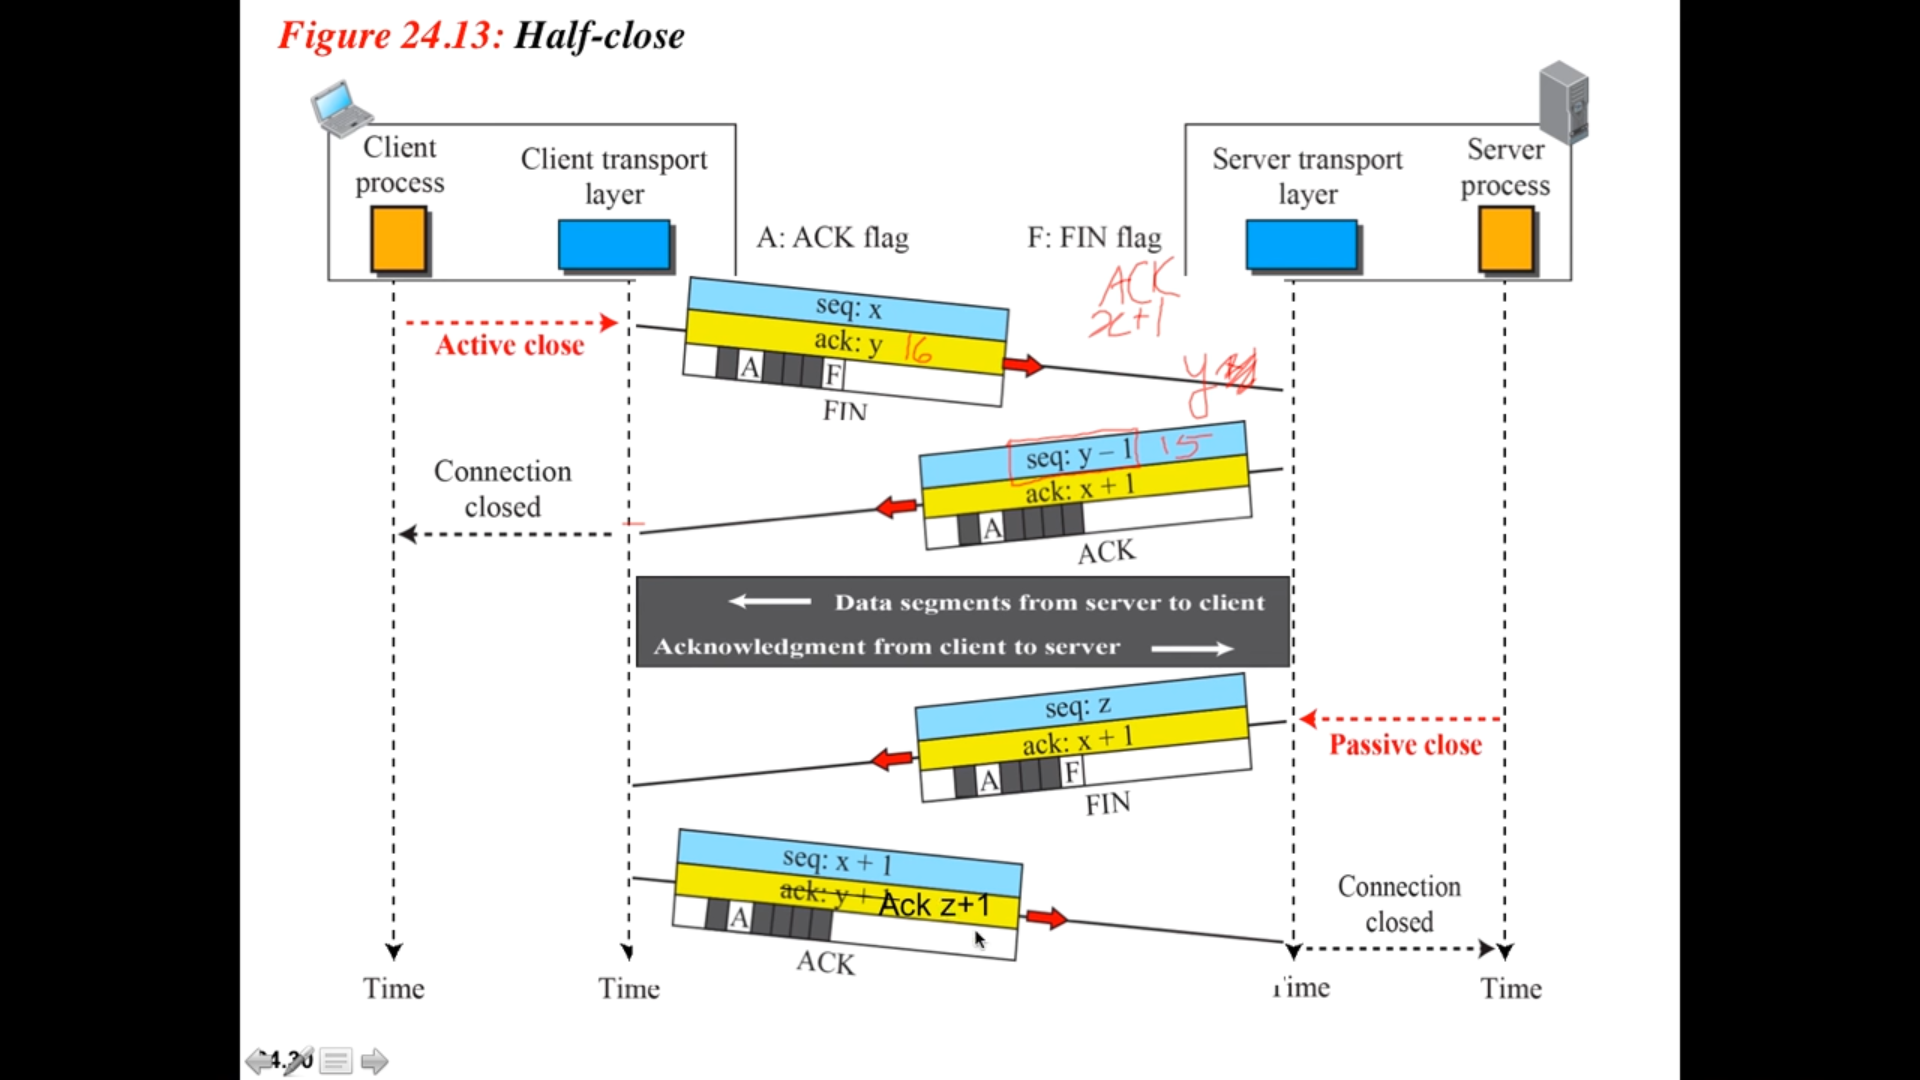 Figure 24.13: Half-close
Client
process
Client transport
layer
Server transport
layer
Server
process
A: ACK flag
F: FIN flag
ACK
x+1
seq: x
ack: y 16
A F
FIN
Active close
y
seq: y – 1 15
ack: x + 1
A
ACK
Connection
closed
Data segments from server to client
Acknowledgment from client to server
seq: z
ack: x + 1
A F
FIN
Passive close
seq: x + 1
ack: y + 1 Ack z+1
A
ACK
Connection
closed
Time
Time
Time
Time